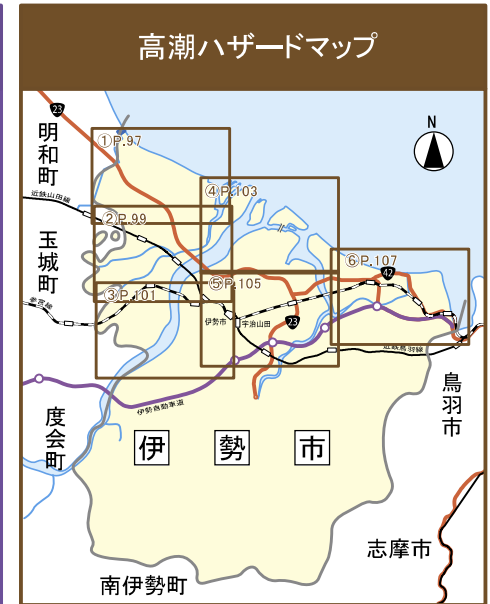 高潮ハザードマップ
N
23
明和町
①P.97
近鉄山田線
④P.103
②P.99
玉城町
⑥P.107
42
③P.101
⑤P.105
参宮線
伊勢市
宇治山田
23
近鉄鳥羽線
伊勢自動車道
鳥羽市
度会町
伊勢市
志摩市
南伊勢町